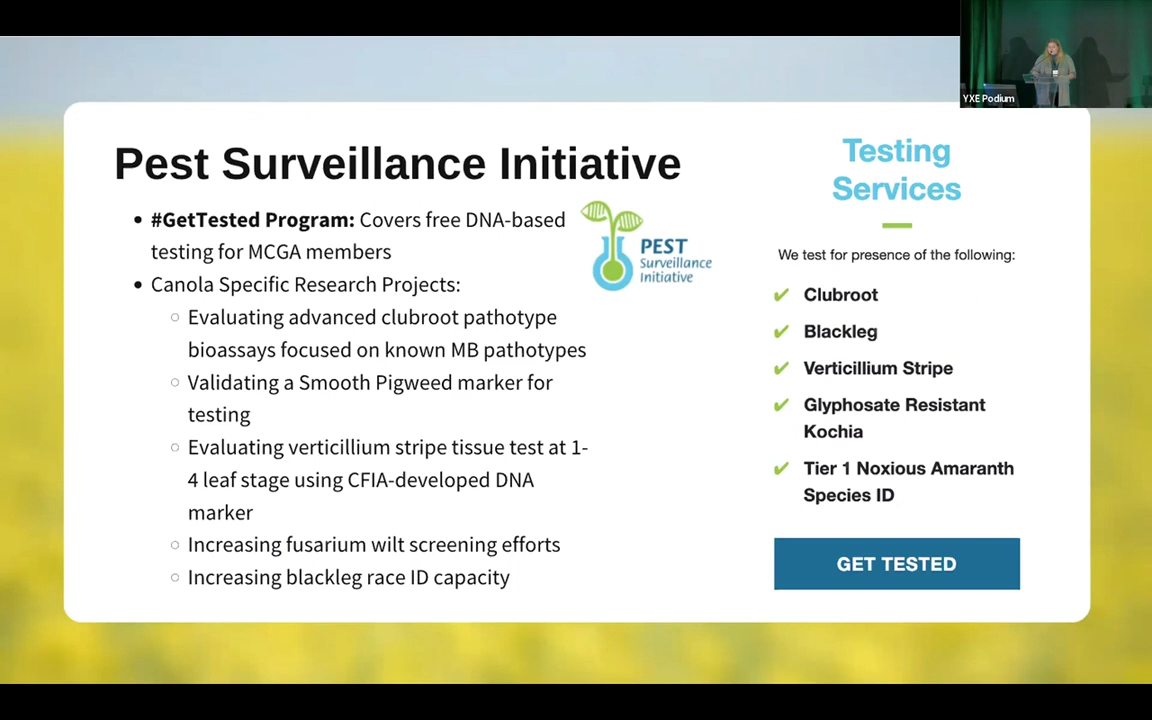 YXE Podium
Pest Surveillance Initiative
#GetTested Program: Covers free DNA-based
testing for MCGA members
Canola Specific Research Projects:
Evaluating advanced clubroot pathotype
bioassays focused on known MB pathotypes
Validating a Smooth Pigweed marker for
testing
Evaluating verticillium stripe tissue test at 1-
4 leaf stage using CFIA-developed DNA
marker
Increasing fusarium wilt screening efforts
Increasing blackleg race ID capacity
PEST
Surveillance
Initiative
Testing
Services
We test for presence of the following:
Clubroot
Blackleg
Verticillium Stripe
Glyphosate Resistant
Kochia
Tier 1 Noxious Amaranth
Species ID
GET TESTED